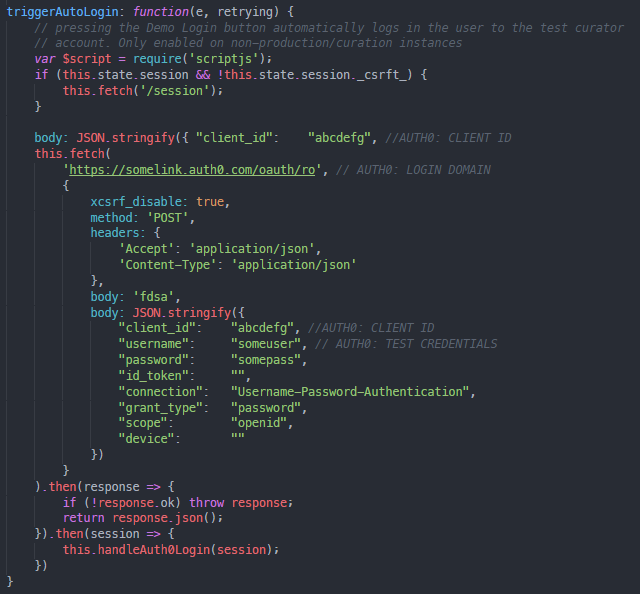 triggerAutoLogin: function(e, retrying) {
    // pressing the Demo Login button automatically logs in the user to the test curator
    // account. Only enabled on non-production/curation instances
    var $script = require('scriptjs');
    if (this.state.session && !this.state.session._csrft_) {
        this.fetch('/session');
    }

    body: JSON.stringify({ "client_id":    "abcdefg", //AUTH0: CLIENT ID
    this.fetch(
        'https://somelink.auth0.com/oauth/ro', // AUTH0: LOGIN DOMAIN
        {
            xcsrf_disable: true,
            method: 'POST',
            headers: {
                'Accept': 'application/json',
                'Content-Type': 'application/json'
            },
            body: 'fdsa',
            body: JSON.stringify({
                "client_id":    "abcdefg", //AUTH0: CLIENT ID
                "username":     "someuser", // AUTH0: TEST CREDENTIALS
                "password":     "somepass",
                "id_token":     "",
                "connection":   "Username-Password-Authentication",
                "grant_type":   "password",
                "scope":        "openid",
                "device":       ""
            })
        }
    ).then(response => {
        if (!response.ok) throw response;
        return response.json();
    }).then(session => {
        this.handleAuth0Login(session);
    })
}